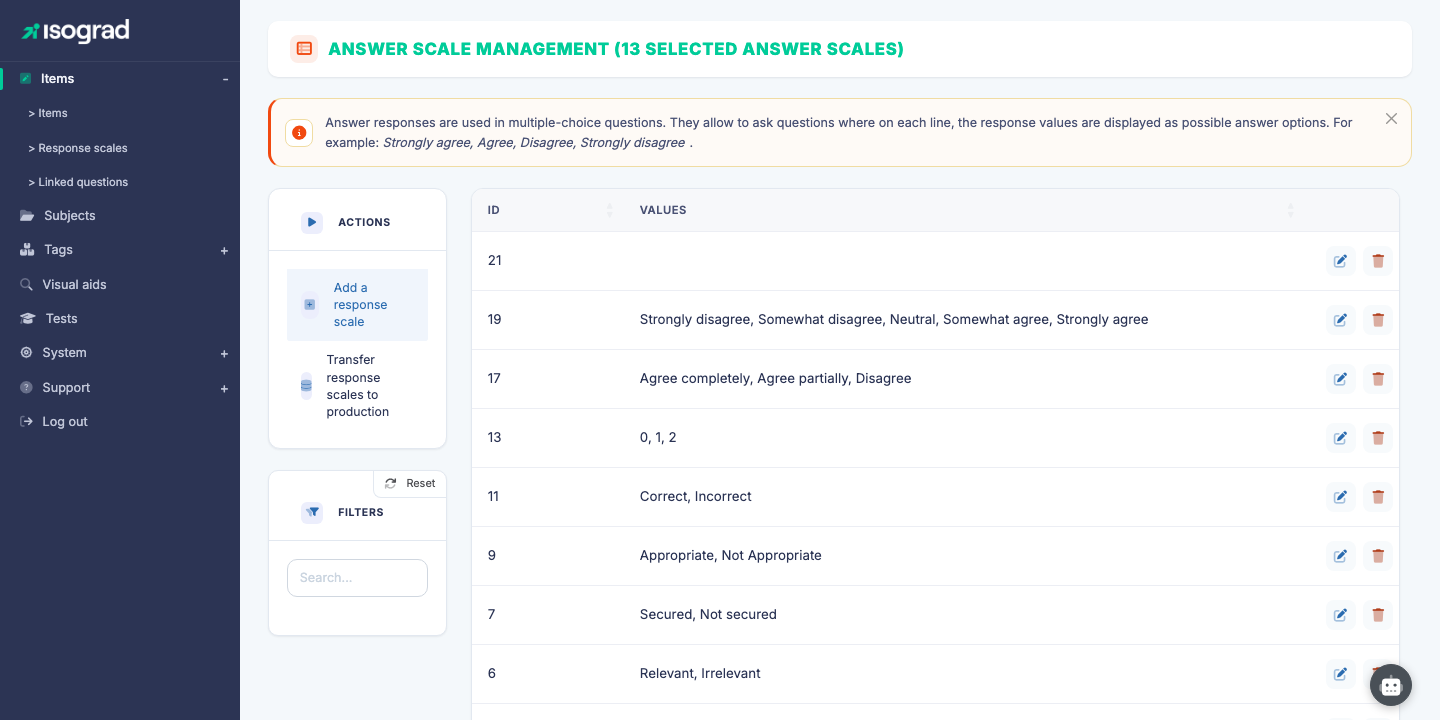 isograd
Items
-
> Items
> Response scales
> Linked questions
Subjects
Tags
+
Visual aids
Tests
System
+
Support
+
Log out
ANSWER SCALE MANAGEMENT (13 SELECTED ANSWER SCALES)
Answer responses are used in multiple-choice questions. They allow to ask questions where on each line, the response values are displayed as possible answer options. For
example: Strongly agree, Agree, Disagree, Strongly disagree .
ACTIONS
Add a
response
scale
Transfer
response
scales to
production
Reset
FILTERS
Search...
ID VALUES
21
19 Strongly disagree, Somewhat disagree, Neutral, Somewhat agree, Strongly agree
17 Agree completely, Agree partially, Disagree
13 0, 1, 2
11 Correct, Incorrect
9 Appropriate, Not Appropriate
7 Secured, Not secured
6 Relevant, Irrelevant